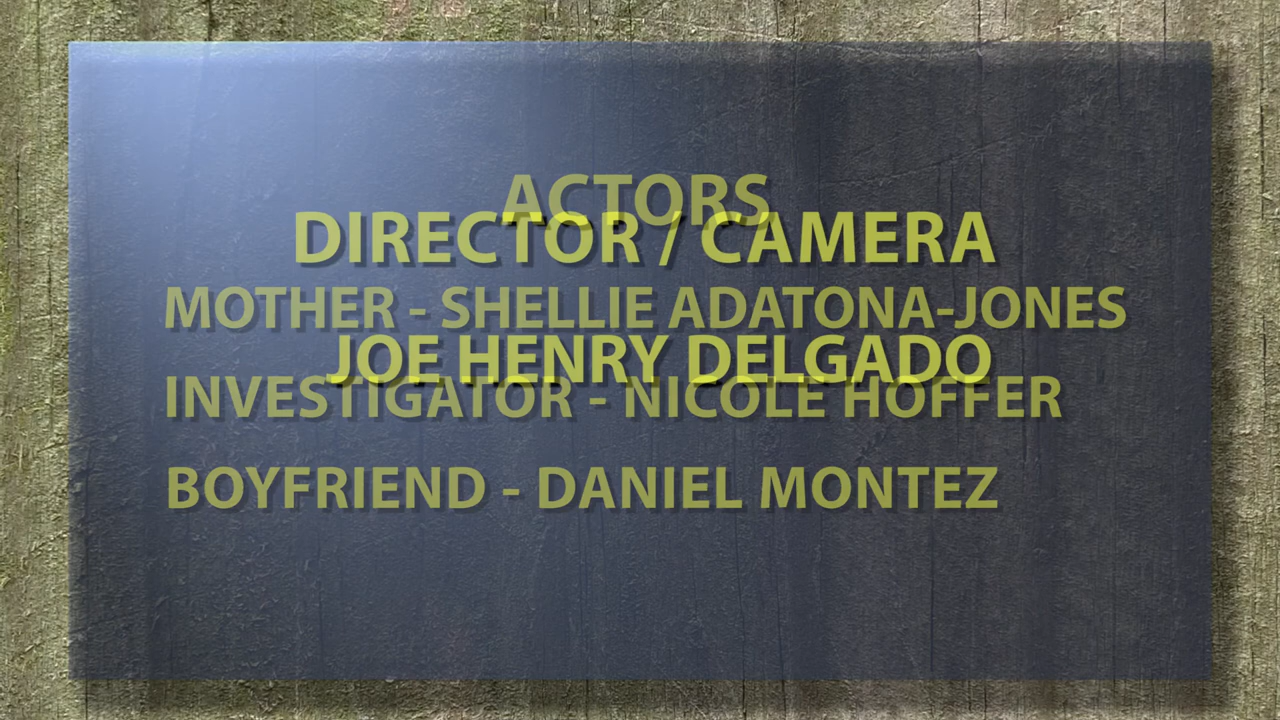 ACTORS
DIRECTOR / CAMERA
MOTHER - SHELLIE ADATONA-JONES
JOE HENRY DELGADO
INVESTIGATOR - NICOLE HOFFER
BOYFRIEND - DANIEL MONTEZ